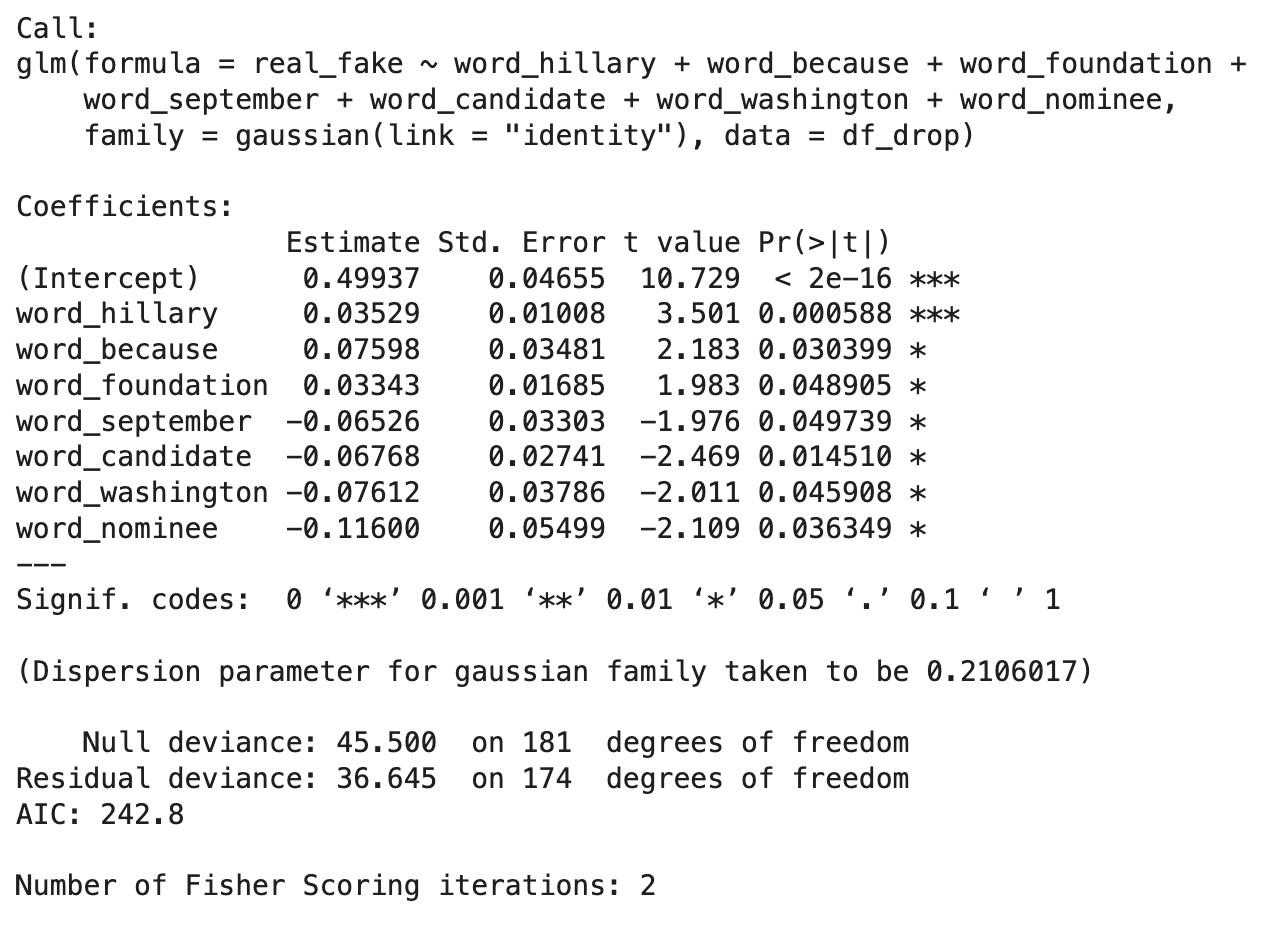 Call:
glm(formula = real_fake ~ word_hillary + word_because + word_foundation +
    word_september + word_candidate + word_washington + word_nominee,
    family = gaussian(link = "identity"), data = df_drop)

Coefficients:
                Estimate Std. Error t value Pr(>|t|)
(Intercept)      0.49937    0.04655  10.729  < 2e-16 ***
word_hillary     0.03529    0.01008   3.501 0.000588 ***
word_because     0.07598    0.03481   2.183 0.030399 *
word_foundation  0.03343    0.01685   1.983 0.048905 *
word_september  −0.06526    0.03303  −1.976 0.049739 *
word_candidate  −0.06768    0.02741  −2.469 0.014510 *
word_washington −0.07612    0.03786  −2.011 0.045908 *
word_nominee    −0.11600    0.05499  −2.109 0.036349 *
−−−
Signif. codes:  0 ‘***’ 0.001 ‘**’ 0.01 ‘*’ 0.05 ‘.’ 0.1 ‘ ’ 1

(Dispersion parameter for gaussian family taken to be 0.2106017)

    Null deviance: 45.500  on 181  degrees of freedom
Residual deviance: 36.645  on 174  degrees of freedom
AIC: 242.8

Number of Fisher Scoring iterations: 2